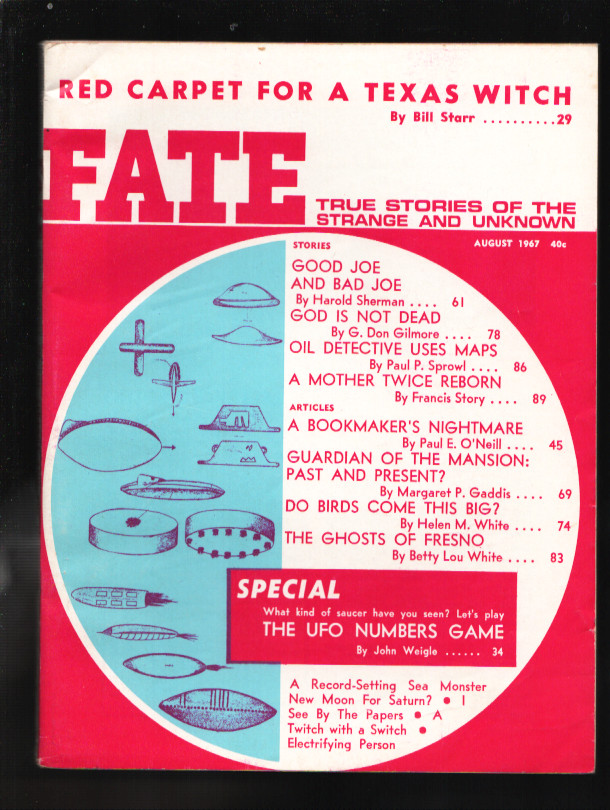 RED CARPET FOR A TEXAS WITCH
By Bill Starr ..........29
FATE
TRUE STORIES OF THE
STRANGE AND UNKNOWN
AUGUST 1967 40c
STORIES
GOOD JOE
AND BAD JOE
By Harold Sherman .... 61
GOD IS NOT DEAD
By G. Don Gilmore .... 78
OIL DETECTIVE USES MAPS
By Paul P. Sprowl .... 86
A MOTHER TWICE REBORN
By Francis Story .... 89
ARTICLES
A BOOKMAKER'S NIGHTMARE
By Paul E. O'Neill .... 45
GUARDIAN OF THE MANSION:
PAST AND PRESENT?
By Margaret P. Gaddis .... 69
DO BIRDS COME THIS BIG?
By Helen M. White .... 74
THE GHOSTS OF FRESNO
By Betty Lou White .... 83
SPECIAL
What kind of saucer have you seen? Let's play
THE UFO NUMBERS GAME
By John Weigle ...... 34
A Record-Setting Sea Monster
New Moon For Saturn? • I
See By The Papers • A
Twitch with a Switch •
Electrifying Person